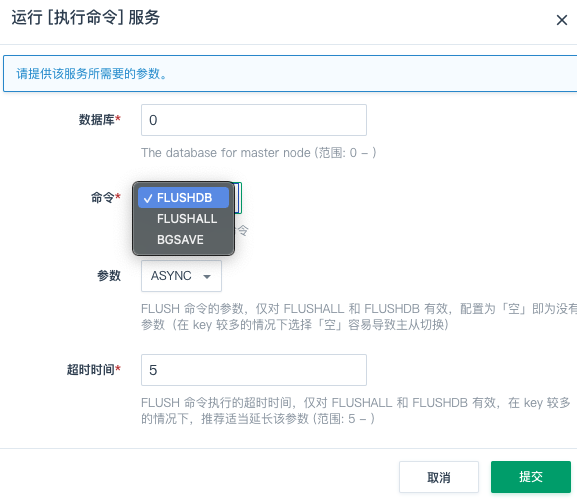 运行 [执行命令] 服务
请提供该服务所需要的参数。
数据库*
0
The database for master node (范围: 0 - )
命令*
✓ FLUSHDB
FLUSHALL
BGSAVE
令
参数
ASYNC
FLUSH 命令的参数，仅对 FLUSHALL 和 FLUSHDB 有效，配置为「空」即为没有
参数（在 key 较多的情况下选择「空」容易导致主从切换）
超时时间*
5
FLUSH 命令执行的超时时间，仅对 FLUSHALL 和 FLUSHDB 有效，在 key 较多
的情况下，推荐适当延长该参数 (范围: 5 - )
取消
提交